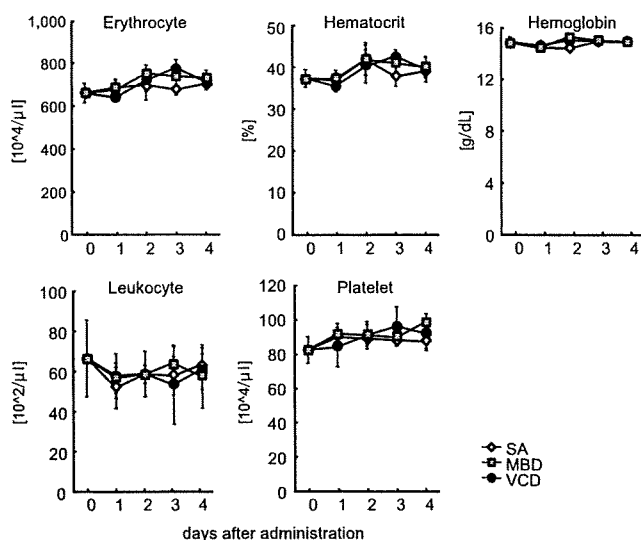 Erythrocyte
1,000
800
600
400
200
0
[10^4/µl]
0 1 2 3 4
Hematocrit
50
40
30
20
10
0
[%]
0 1 2 3 4
Hemoglobin
16
12
8
4
0
[g/dL]
0 1 2 3 4
Leukocyte
100
80
60
40
20
0
[10^2/µl]
0 1 2 3 4
Platelet
120
100
80
60
40
20
0
[10^4/µl]
0 1 2 3 4
SA
MBD
VCD
days after administration